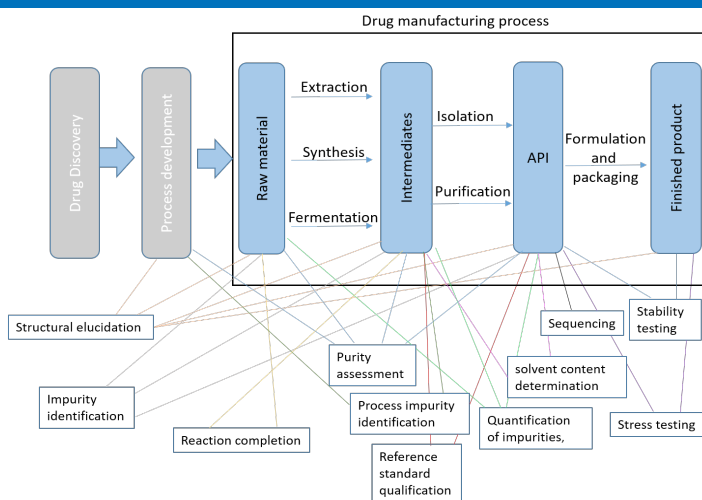 Drug manufacturing process
Drug Discovery
Process development
Raw material
Extraction
Synthesis
Fermentation
Intermediates
Isolation
Purification
API
Formulation
and
packaging
Finished product
Structural elucidation
Impurity
identification
Reaction completion
Purity
assessment
Process impurity
identification
Reference
standard
qualification
Sequencing
solvent content
determination
Quantification
of impurities,
Stability
testing
Stress testing